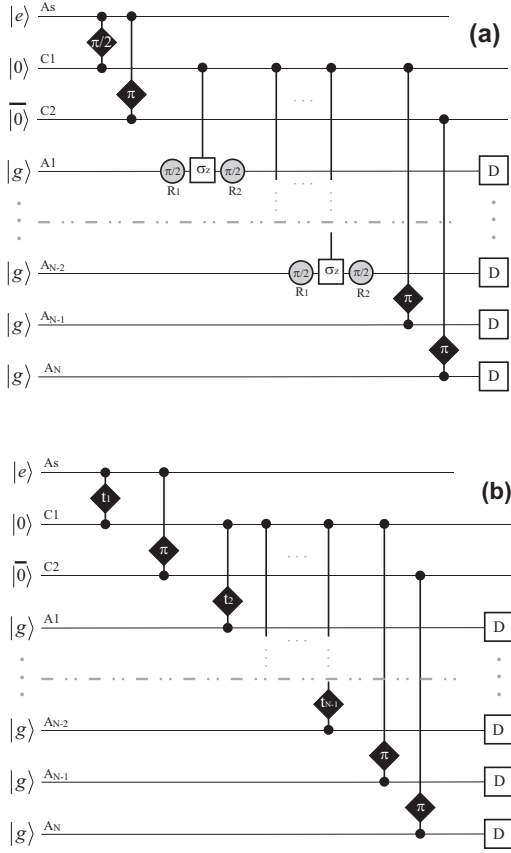 |e⟩ As
(a)
π/2
|0⟩ C1
π
|0̅⟩ C2
...
|g⟩ A1 π/2 σz π/2 D
R1 R2
|g⟩ AN-2 π/2 σz π/2 D
R1 R2
π
|g⟩ AN-1 D
π
|g⟩ AN D
|e⟩ As
(b)
t1
|0⟩ C1
π
...
|0̅⟩ C2
t2
|g⟩ A1 D
...
tN-1
|g⟩ AN-2 D
π
|g⟩ AN-1 D
π
|g⟩ AN D